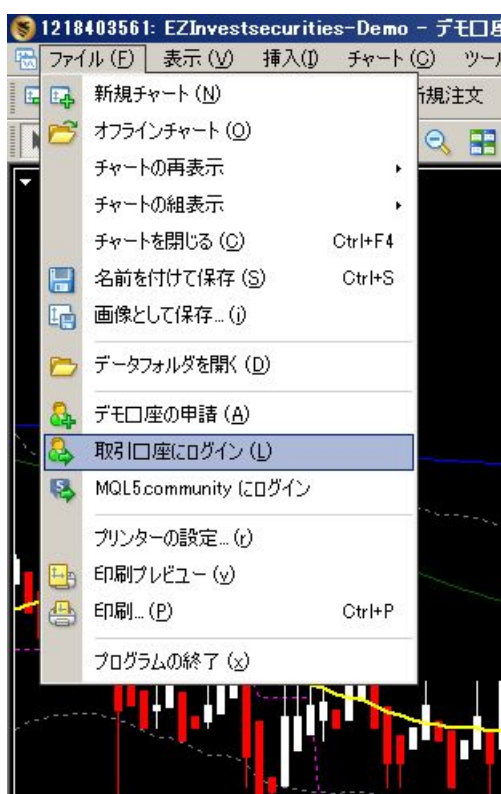 1218403561: EZInvestsecurities-Demo - デモ口座
ファイル (F) 表示 (V) 挿入(I) チャート (C) ツール
新規チャート (N)
規注文
オフラインチャート (O)
チャートの再表示
チャートの組表示
チャートを閉じる (C) Ctrl+F4
名前を付けて保存 (S) Ctrl+S
画像として保存... (i)
データフォルダを開く (D)
デモ口座の申請 (A)
取引口座にログイン (L)
MQL5.community にログイン
プリンターの設定... (r)
印刷プレビュー (v)
印刷... (P) Ctrl+P
プログラムの終了 (x)